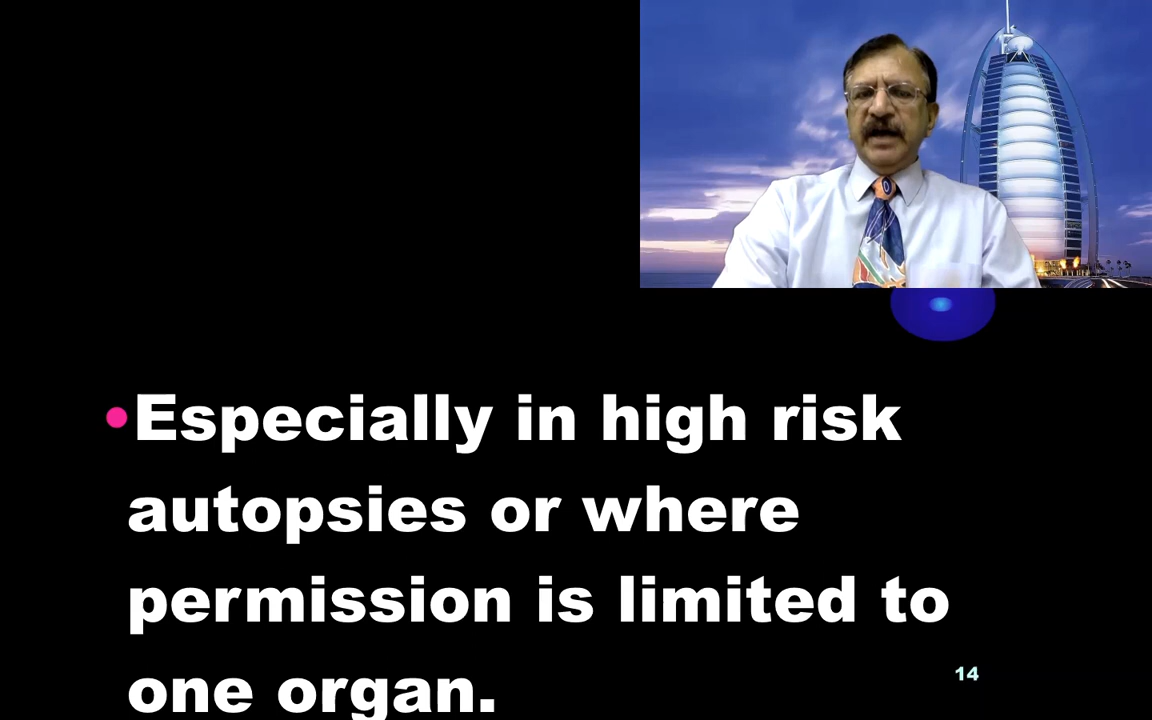 •Especially in high risk
autopsies or where
permission is limited to
one organ.
14